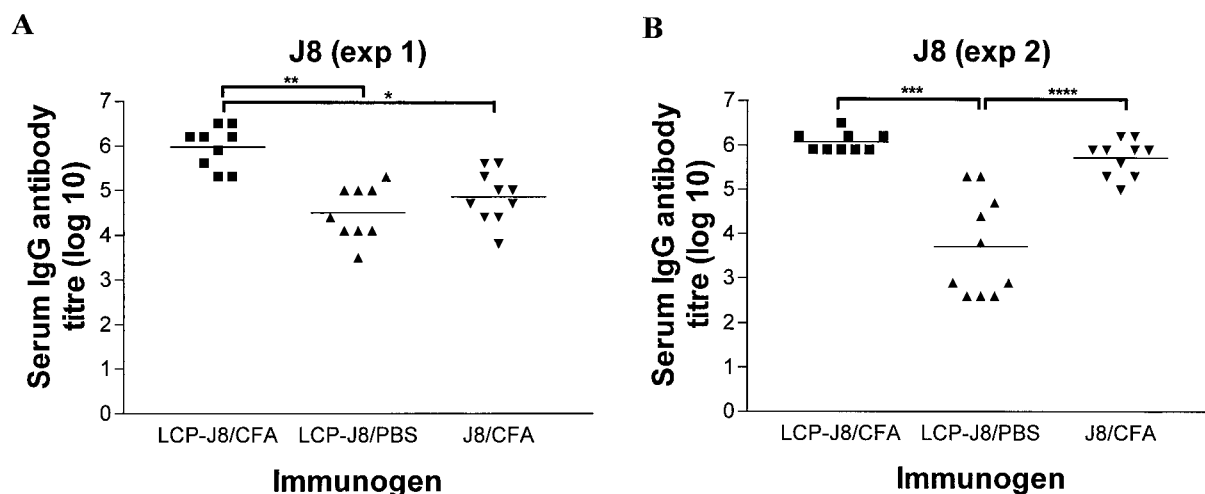 A
J8 (exp 1)
**
*
7
6
5
4
3
2
1
0
Serum IgG antibody
titre (log 10)
LCP-J8/CFA LCP-J8/PBS J8/CFA
Immunogen
B
J8 (exp 2)
*** ****
7
6
5
4
3
2
1
0
Serum IgG antibody
titre (log 10)
LCP-J8/CFA LCP-J8/PBS J8/CFA
Immunogen